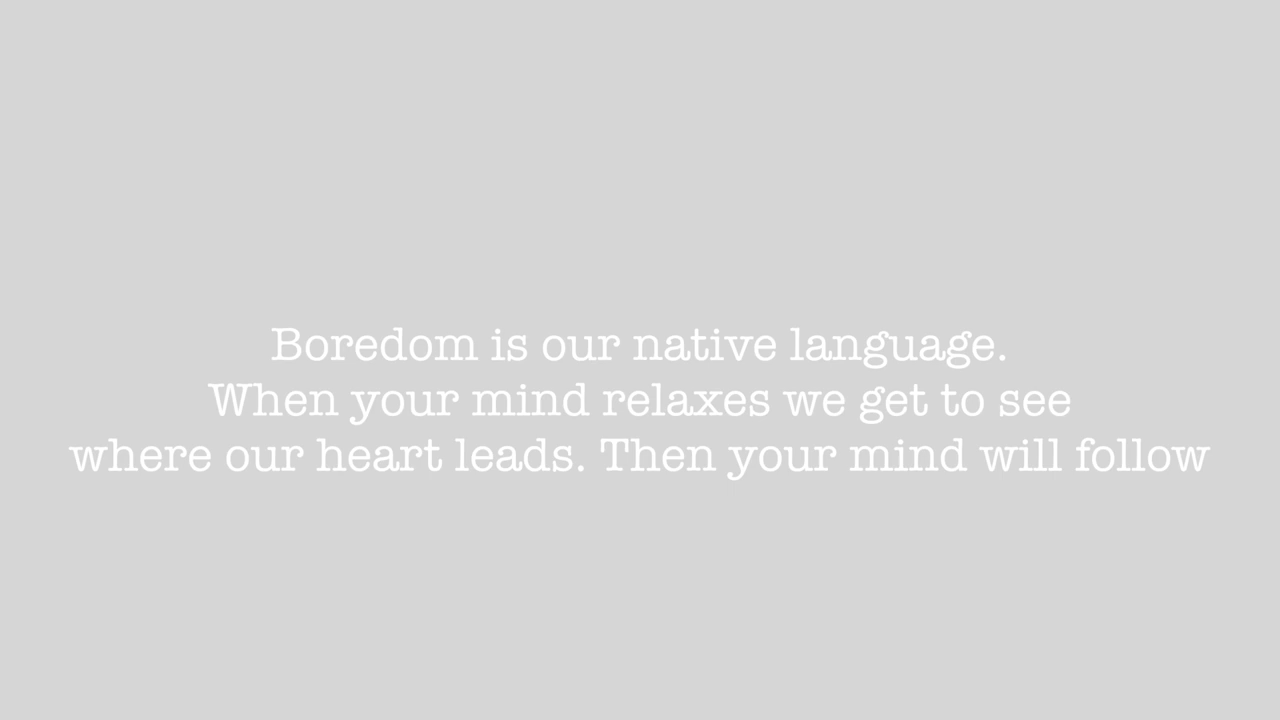 Boredom is our native language.
When your mind relaxes we get to see
where our heart leads. Then your mind will follow